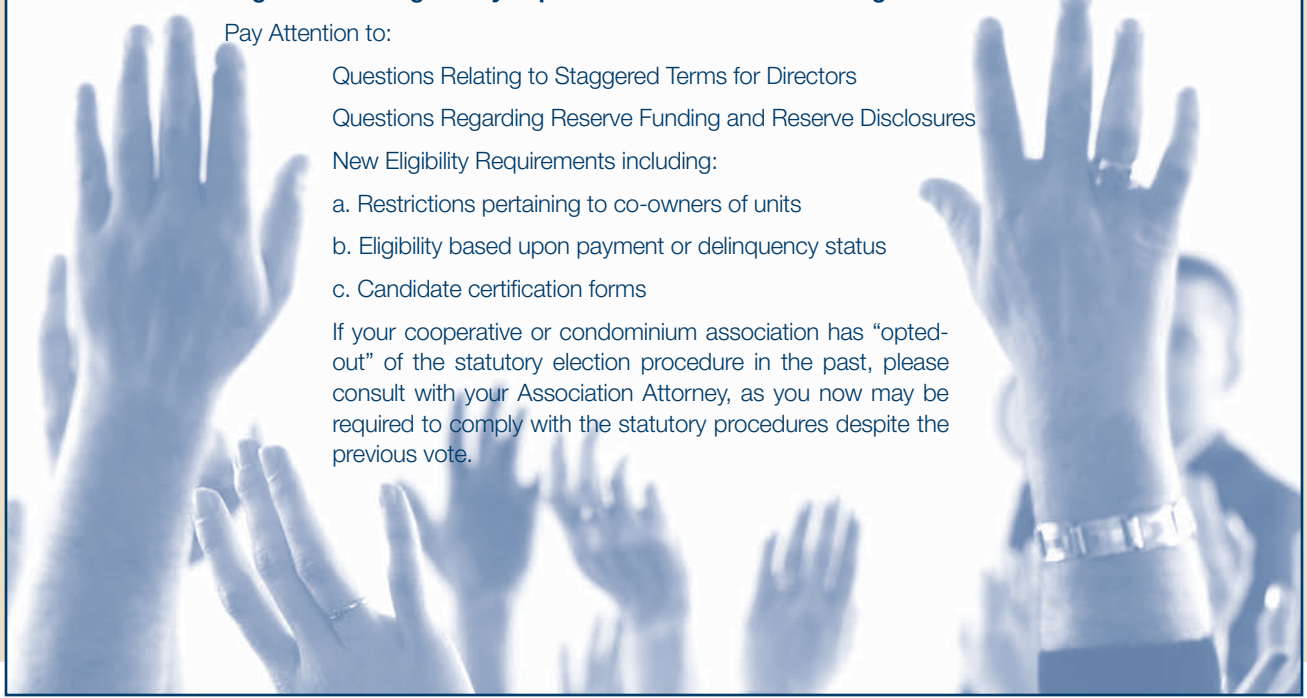 Pay Attention to:
Questions Relating to Staggered Terms for Directors
Questions Regarding Reserve Funding and Reserve Disclosures
New Eligibility Requirements including:
a. Restrictions pertaining to co-owners of units
b. Eligibility based upon payment or delinquency status
c. Candidate certification forms
If your cooperative or condominium association has “opted-
out” of the statutory election procedure in the past, please
consult with your Association Attorney, as you now may be
required to comply with the statutory procedures despite the
previous vote.